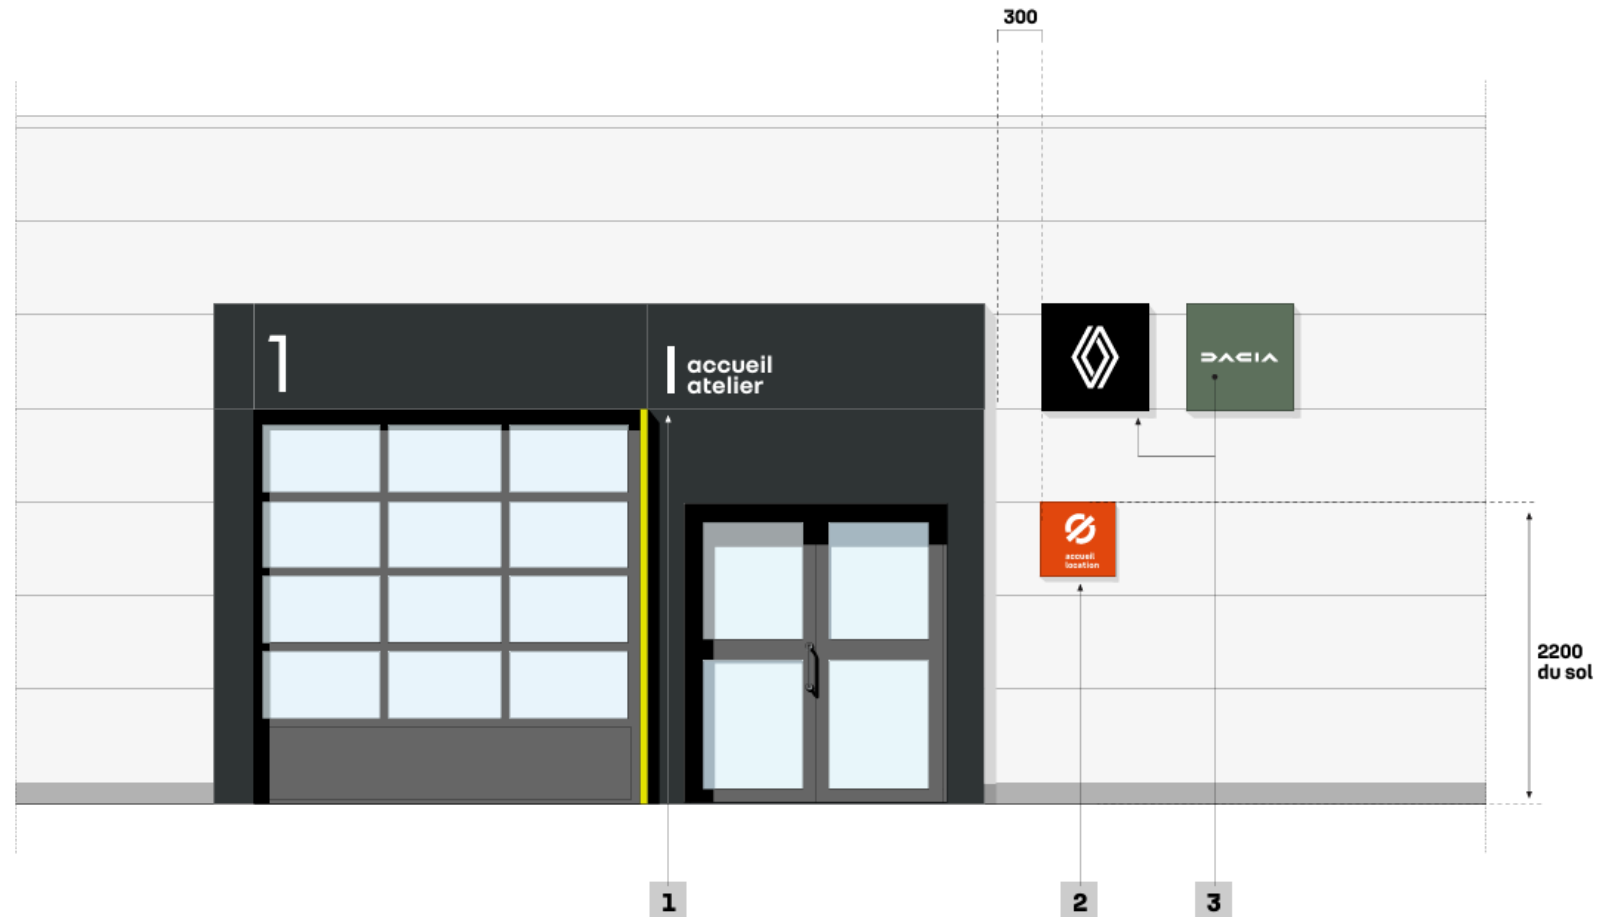 300
1
accueil
atelier
DACIA
accueil
location
2200
du sol
1
2
3